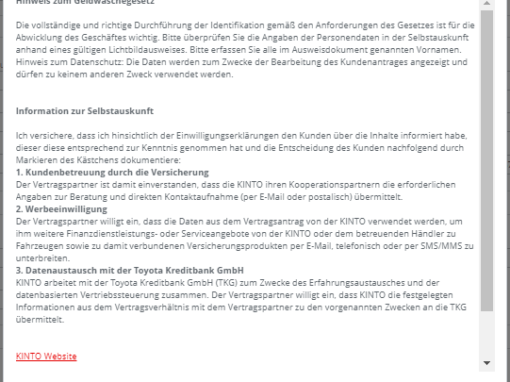 Hinweis zum Geldwäschegesetz
Die vollständige und richtige Durchführung der Identifikation gemäß den Anforderungen des Gesetzes ist für die
Abwicklung des Geschäftes wichtig. Bitte überprüfen Sie die Angaben der Personendaten in der Selbstauskunft
anhand eines gültigen Lichtbildausweises. Bitte erfassen Sie alle im Ausweisdokument genannten Vornamen.
Hinweis zum Datenschutz: Die Daten werden zum Zwecke der Bearbeitung des Kundenantrages angezeigt und
dürfen zu keinem anderen Zweck verwendet werden.
Information zur Selbstauskunft
Ich versichere, dass ich hinsichtlich der Einwilligungserklärungen den Kunden über die Inhalte informiert habe,
dieser diese entsprechend zur Kenntnis genommen hat und die Entscheidung des Kunden nachfolgend durch
Markieren des Kästchens dokumentiere:
1. Kundenbetreuung durch die Versicherung
Der Vertragspartner ist damit einverstanden, dass die KINTO ihren Kooperationspartnern die erforderlichen
Angaben zur Beratung und direkten Kontaktaufnahme (per E-Mail oder postalisch) übermittelt.
2. Werbeeinwilligung
Der Vertragspartner willigt ein, dass die Daten aus dem Vertragsantrag von der KINTO verwendet werden, um
ihm weitere Finanzdienstleistungs- oder Serviceangebote von der KINTO oder dem betreuenden Händler zu
Fahrzeugen sowie zu damit verbundenen Versicherungsprodukten per E-Mail, telefonisch oder per SMS/MMS zu
unterbreiten.
3. Datenaustausch mit der Toyota Kreditbank GmbH
KINTO arbeitet mit der Toyota Kreditbank GmbH (TKG) zum Zwecke des Erfahrungsaustausches und der
datenbasierten Vertriebssteuerung zusammen. Der Vertragspartner willigt ein, dass KINTO die festgelegten
Informationen aus dem Vertragsverhältnis mit dem Vertragspartner zu den vorgenannten Zwecken an die TKG
übermittelt.
KINTO Website